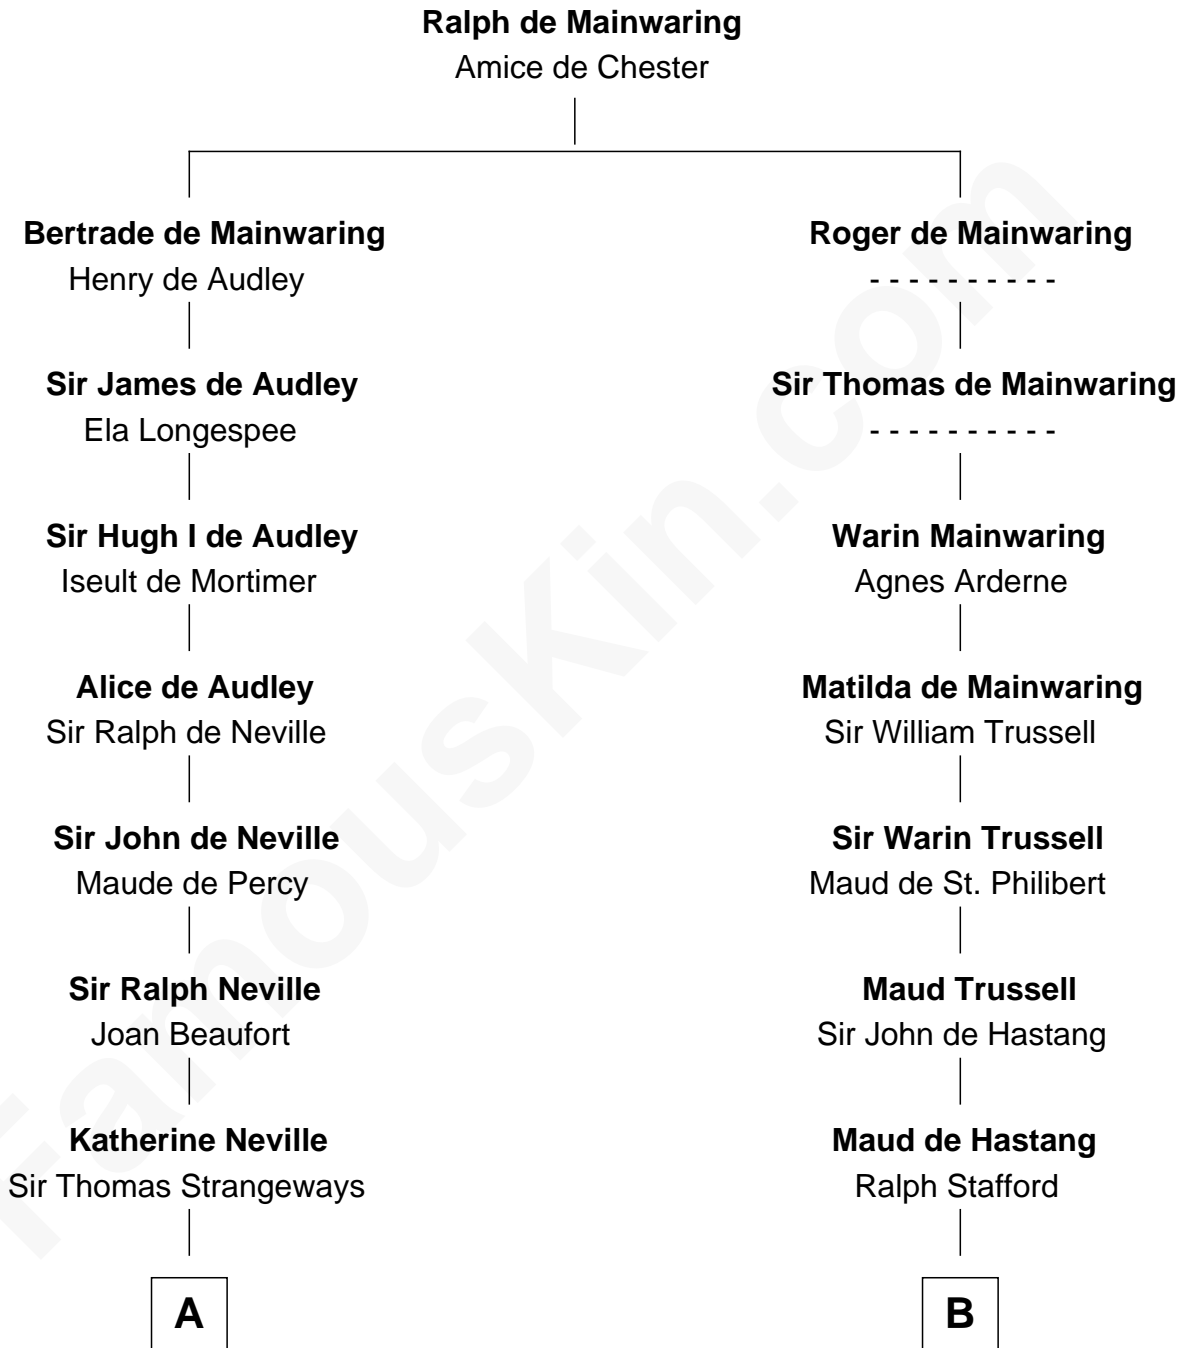 Ralph de Mainwaring
Amice de Chester
Bertrade de Mainwaring
Henry de Audley
Sir James de Audley
Ela Longespee
Sir Hugh I de Audley
Iseult de Mortimer
Alice de Audley
Sir Ralph de Neville
Sir John de Neville
Maude de Percy
Sir Ralph Neville
Joan Beaufort
Katherine Neville
Sir Thomas Strangeways
A
Roger de Mainwaring
- - - - - - - - - -
Sir Thomas de Mainwaring
- - - - - - - - - -
Warin Mainwaring
Agnes Arderne
Matilda de Mainwaring
Sir William Trussell
Sir Warin Trussell
Maud de St. Philibert
Maud Trussell
Sir John de Hastang
Maud de Hastang
Ralph Stafford
B
FamousKin.com